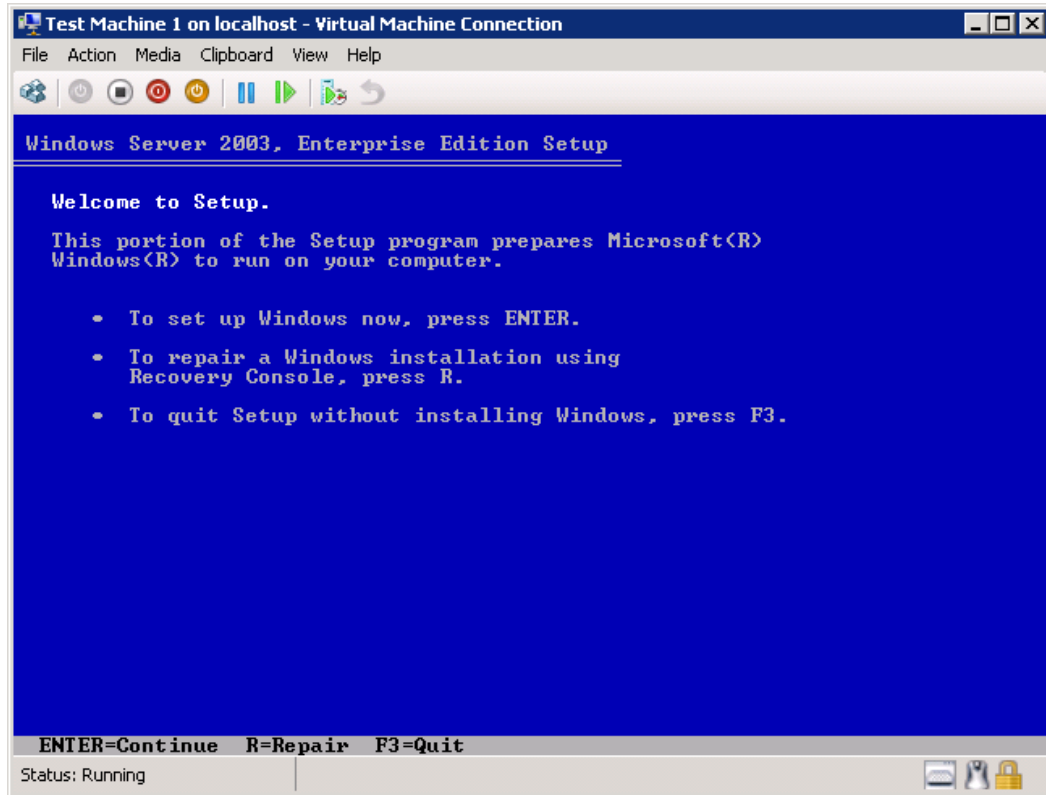 Test Machine 1 on localhost - Virtual Machine Connection
File Action Media Clipboard View Help
Windows Server 2003, Enterprise Edition Setup
Welcome to Setup.
This portion of the Setup program prepares Microsoft(R)
Windows(R) to run on your computer.
• To set up Windows now, press ENTER.
• To repair a Windows installation using
Recovery Console, press R.
• To quit Setup without installing Windows, press F3.
ENTER=Continue R=Repair F3=Quit
Status: Running